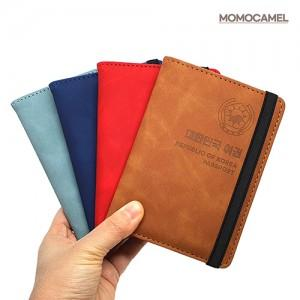 MOMOCAMEL
대한민국 여권
REPUBLIC OF KOREA
PASSPORT